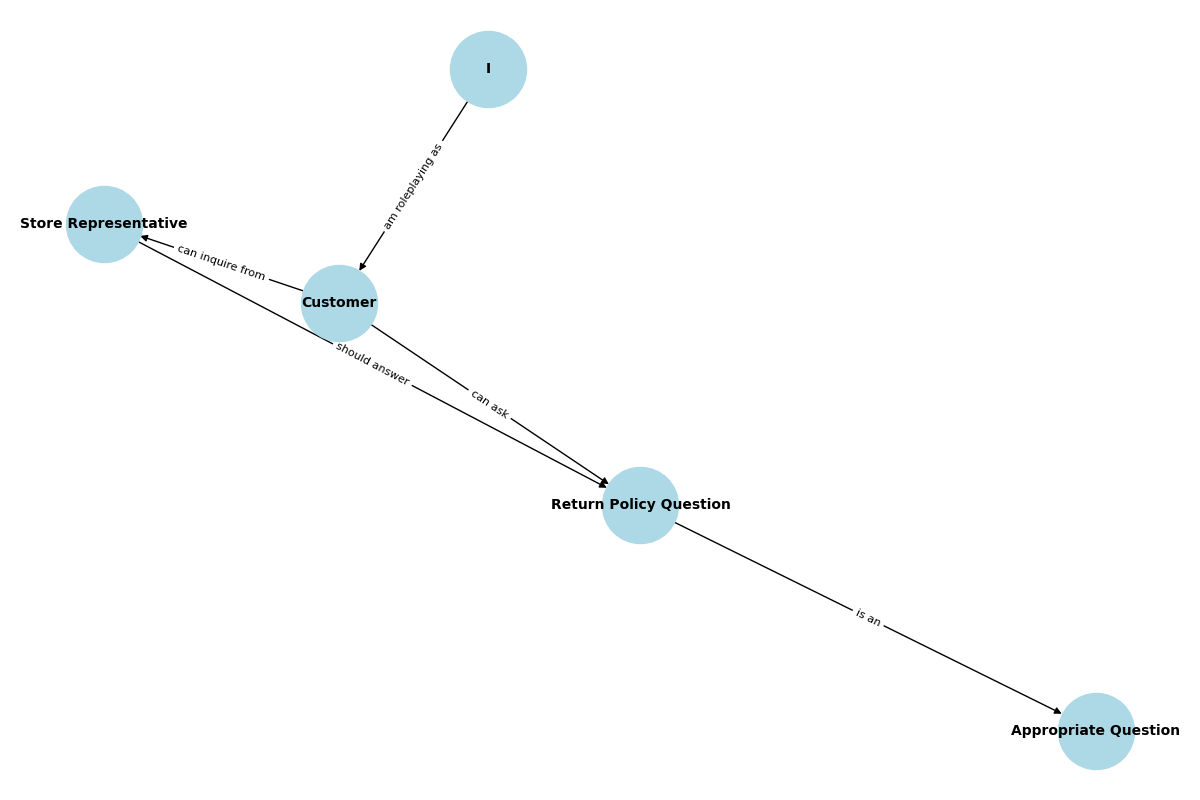 I
am roleplaying as
Store Representative
can inquire from
Customer
should answer
can ask
Return Policy Question
is an
Appropriate Question